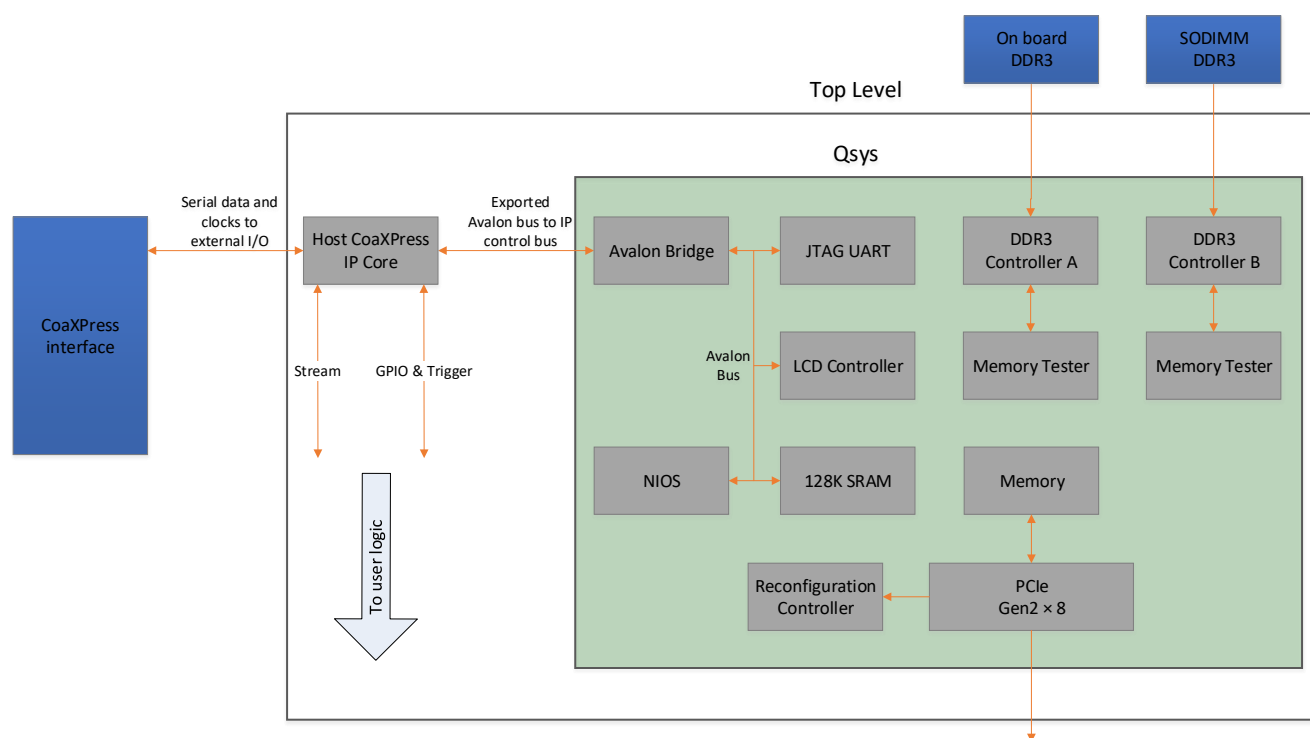 On board
DDR3
SODIMM
DDR3
Top Level
Qsys
Serial data and
clocks to
external I/O
Exported
Avalon bus to IP
control bus
CoaXPress
interface
Host CoaXPress
IP Core
Avalon Bridge
JTAG UART
DDR3
Controller A
DDR3
Controller B
Stream
GPIO & Trigger
Avalon
Bus
LCD Controller
Memory Tester
Memory Tester
NIOS
128K SRAM
Memory
To user logic
Reconfiguration
Controller
PCIe
Gen2 × 8